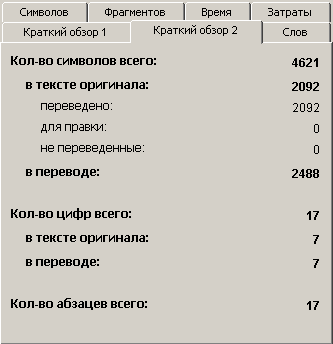 Символов Фрагментов Время Затраты
Краткий обзор 1 Краткий обзор 2 Слов
Кол-во символов всего: 4621
в тексте оригинала: 2092
переведено: 2092
для правки: 0
не переведенные: 0
в переводе: 2488
Кол-во цифр всего: 17
в тексте оригинала: 7
в переводе: 7
Кол-во абзацев всего: 17